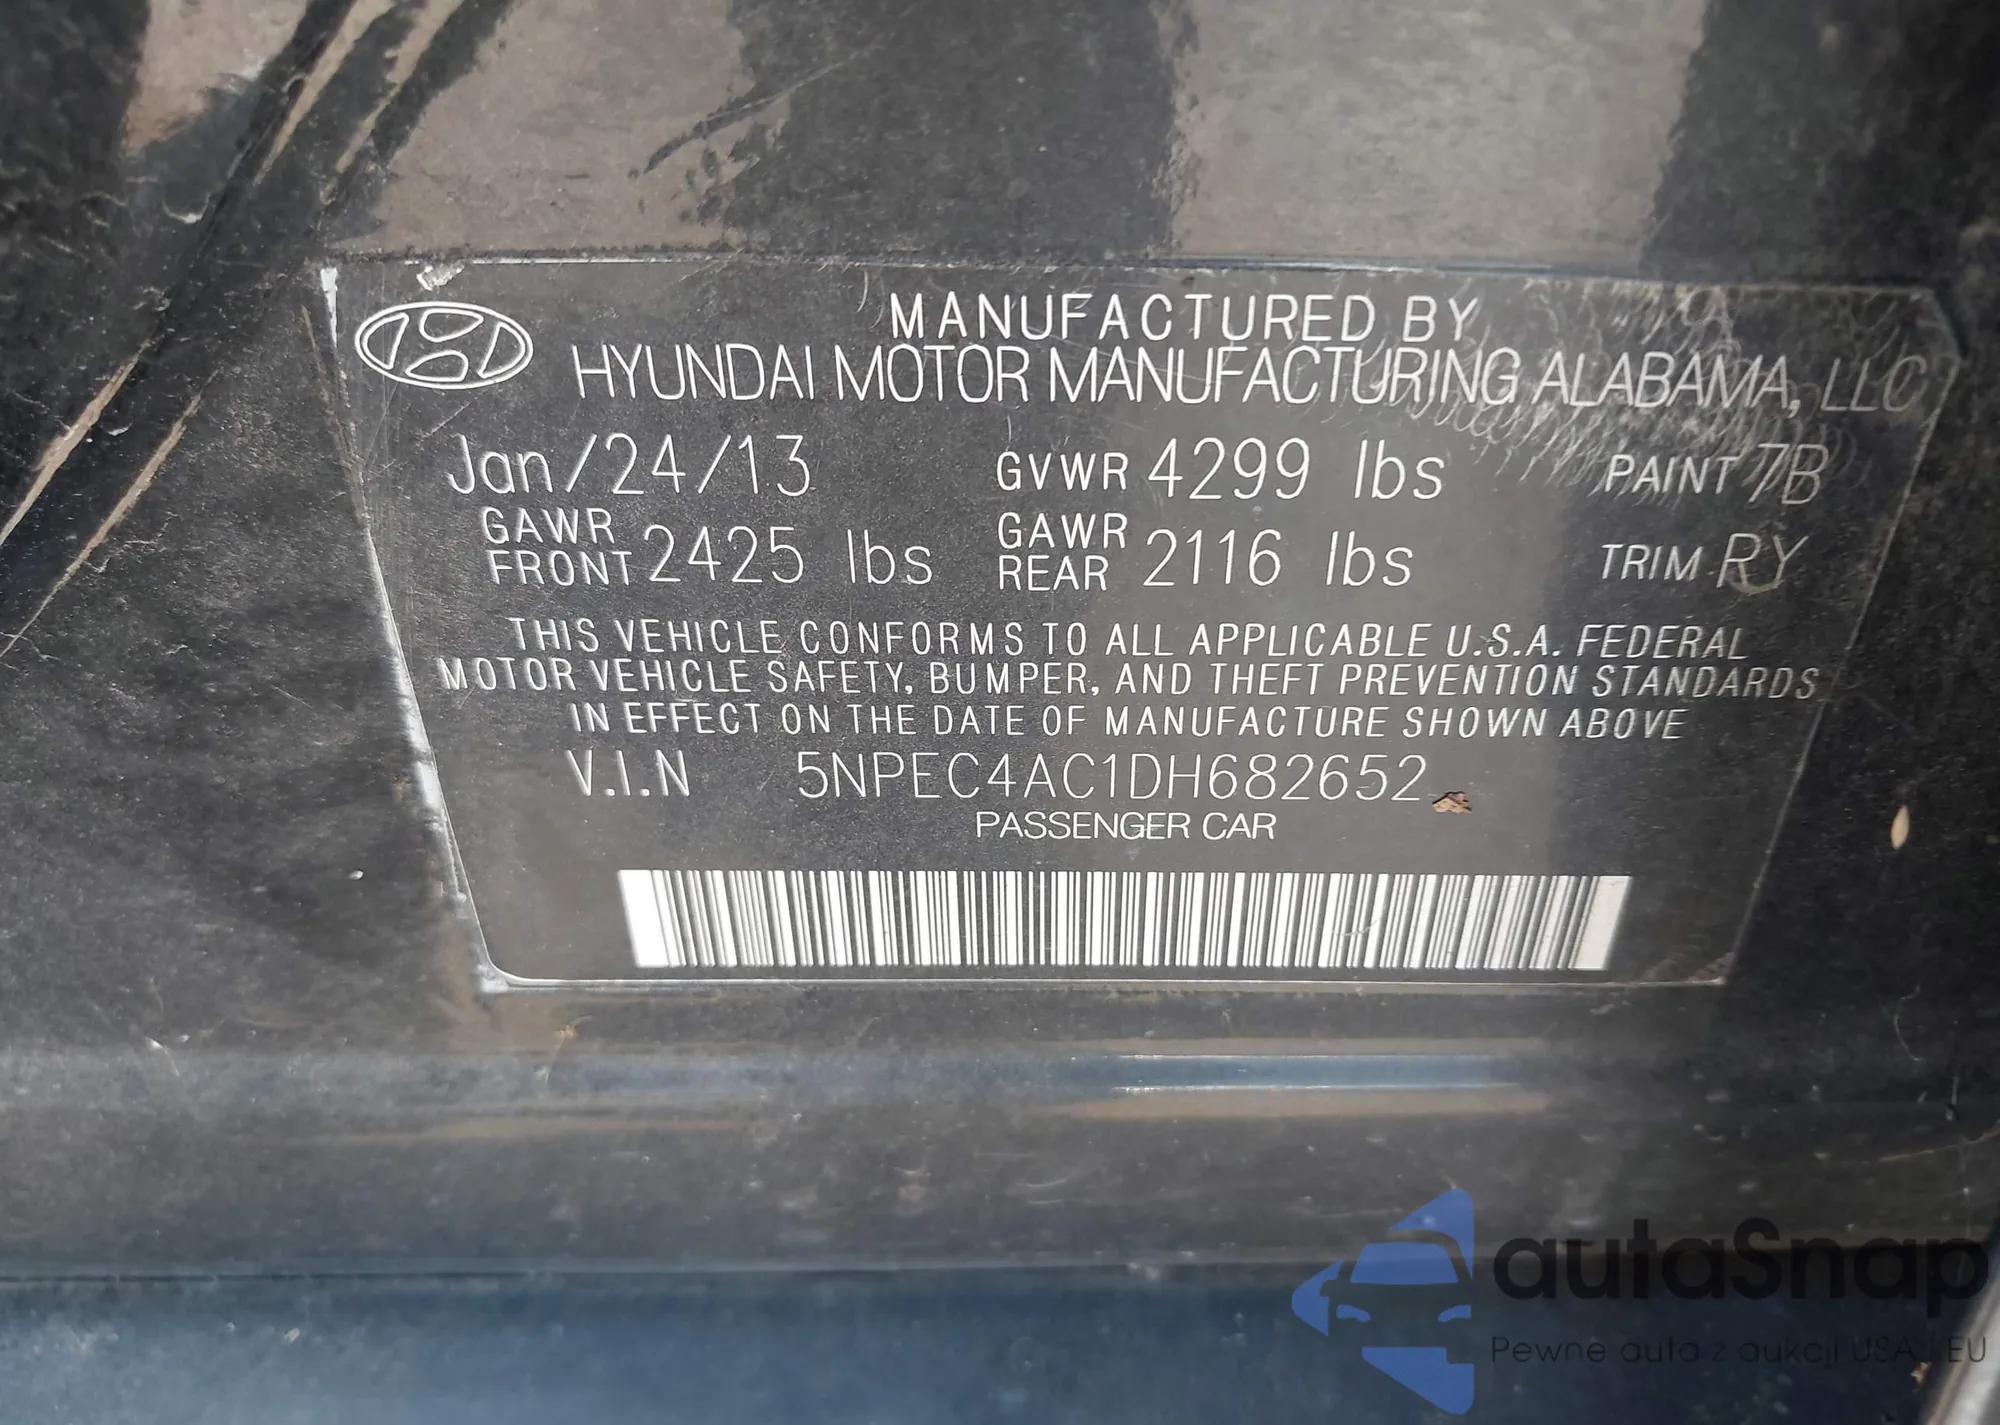 MANUFACTURED BY
HYUNDAI MOTOR MANUFACTURING ALABAMA, LLC
Jan/24/13 GVWR 4299 lbs PAINT 7B
GAWR FRONT 2425 lbs GAWR REAR 2116 lbs TRIM RY
THIS VEHICLE CONFORMS TO ALL APPLICABLE U.S.A. FEDERAL
MOTOR VEHICLE SAFETY, BUMPER, AND THEFT PREVENTION STANDARDS
IN EFFECT ON THE DATE OF MANUFACTURE SHOWN ABOVE
V.I.N 5NPEC4AC1DH682652
PASSENGER CAR
autaSnap
Pewne auta z aukcji USA i EU